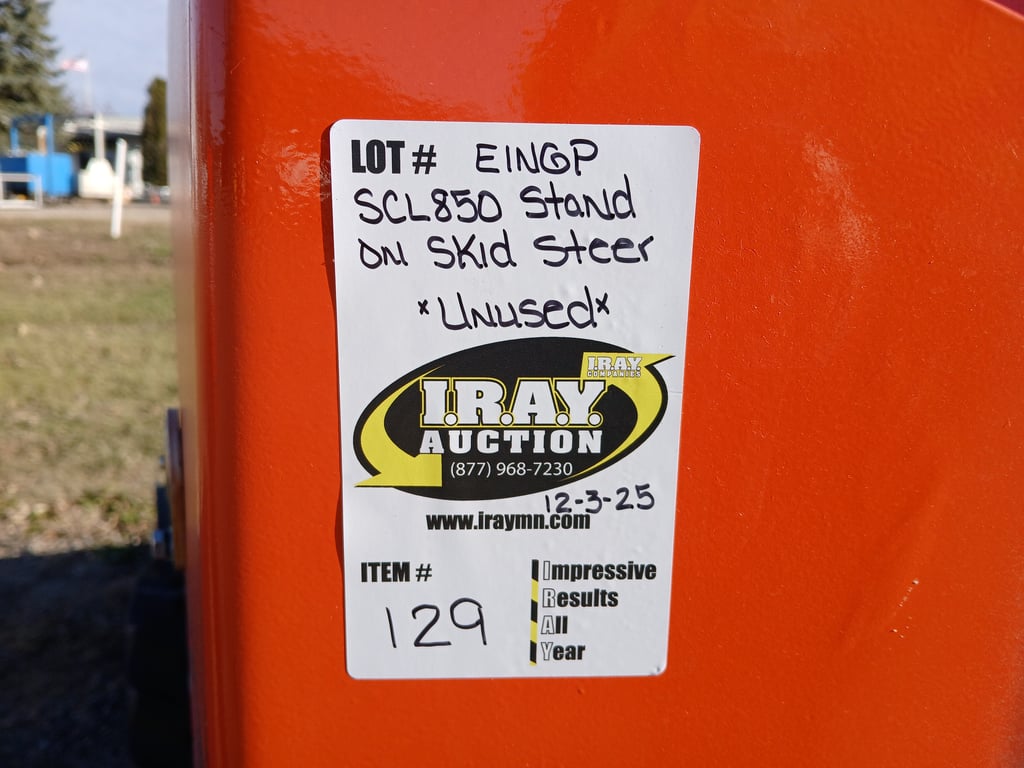 LOT # EINGP
SCL850 Stand
on Skid Steer
*Unused*
I.R.A.Y.
COMPANIES
I.R.A.Y.
AUCTION
(877) 968-7230
12-3-25
www.iraymn.com
ITEM #
129
Impressive
Results
All
Year